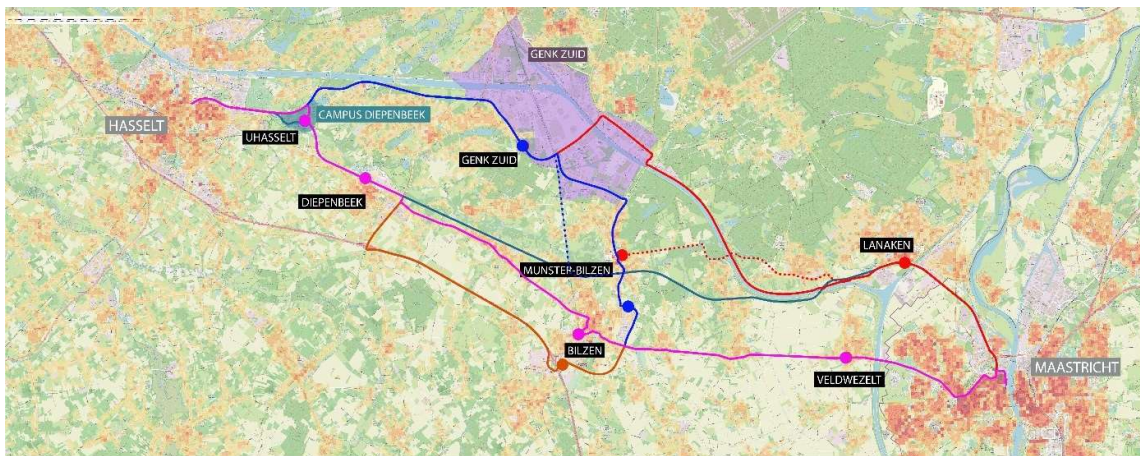 GENK ZUID
CAMPUS DIEPENBEEK
HASSELT
UHASSELT
GENK ZUID
DIEPENBEEK
LANAKEN
MUNSTER-BILZEN
BILZEN
MAASTRICHT
VELDWEZELT